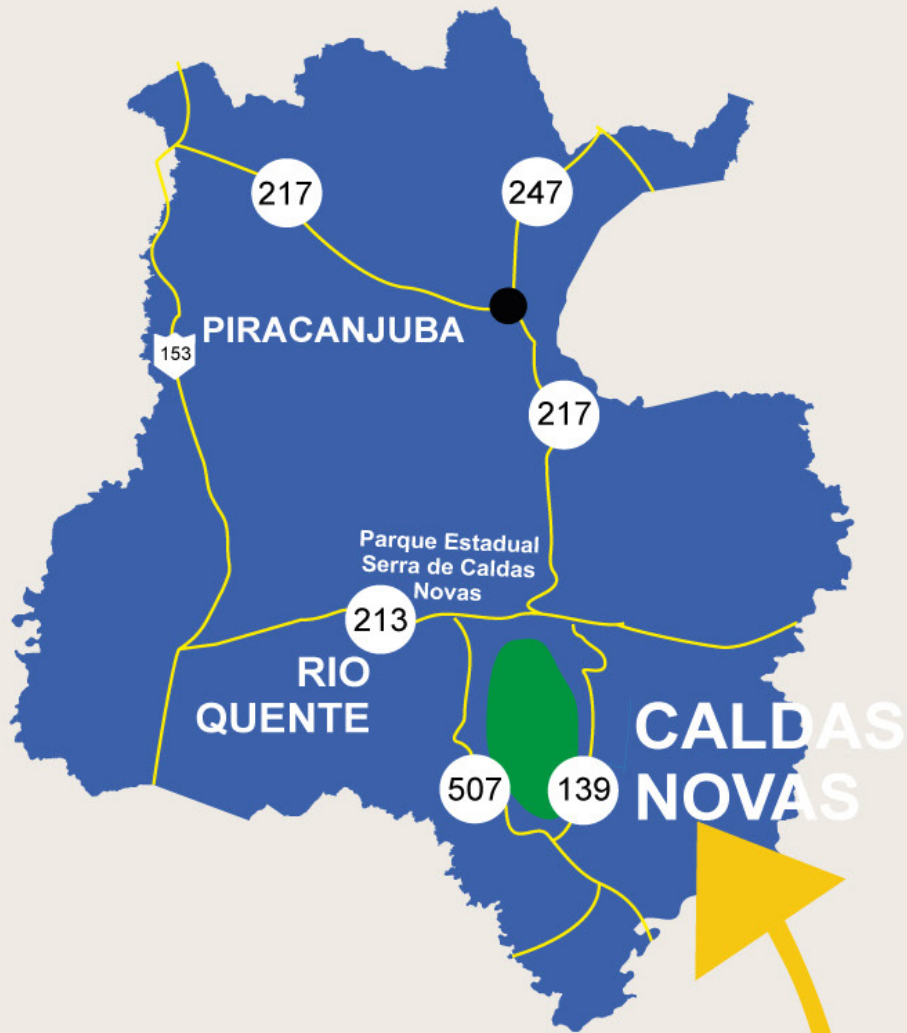 217
247
PIRACANJUBA
153
217
Parque Estadual
Serra de Caldas
Novas
213
RIO
QUENTE
CALDAS
NOVAS
507
139